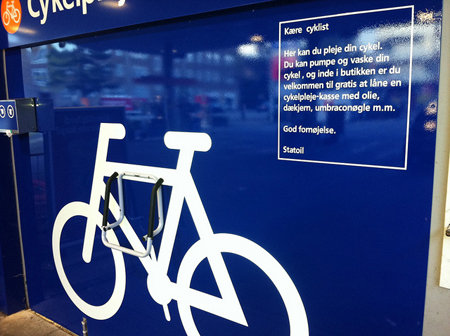 Kære cyklist
Her kan du pleje din cykel.
Du kan pumpe og vaske din
cykel , og inde i butikken er du
velkommen til gratis at låne en
cykelpleje-kasse med olie,
dækjern, umbraconøgle m.m.
God fornøjelse.
Statoil